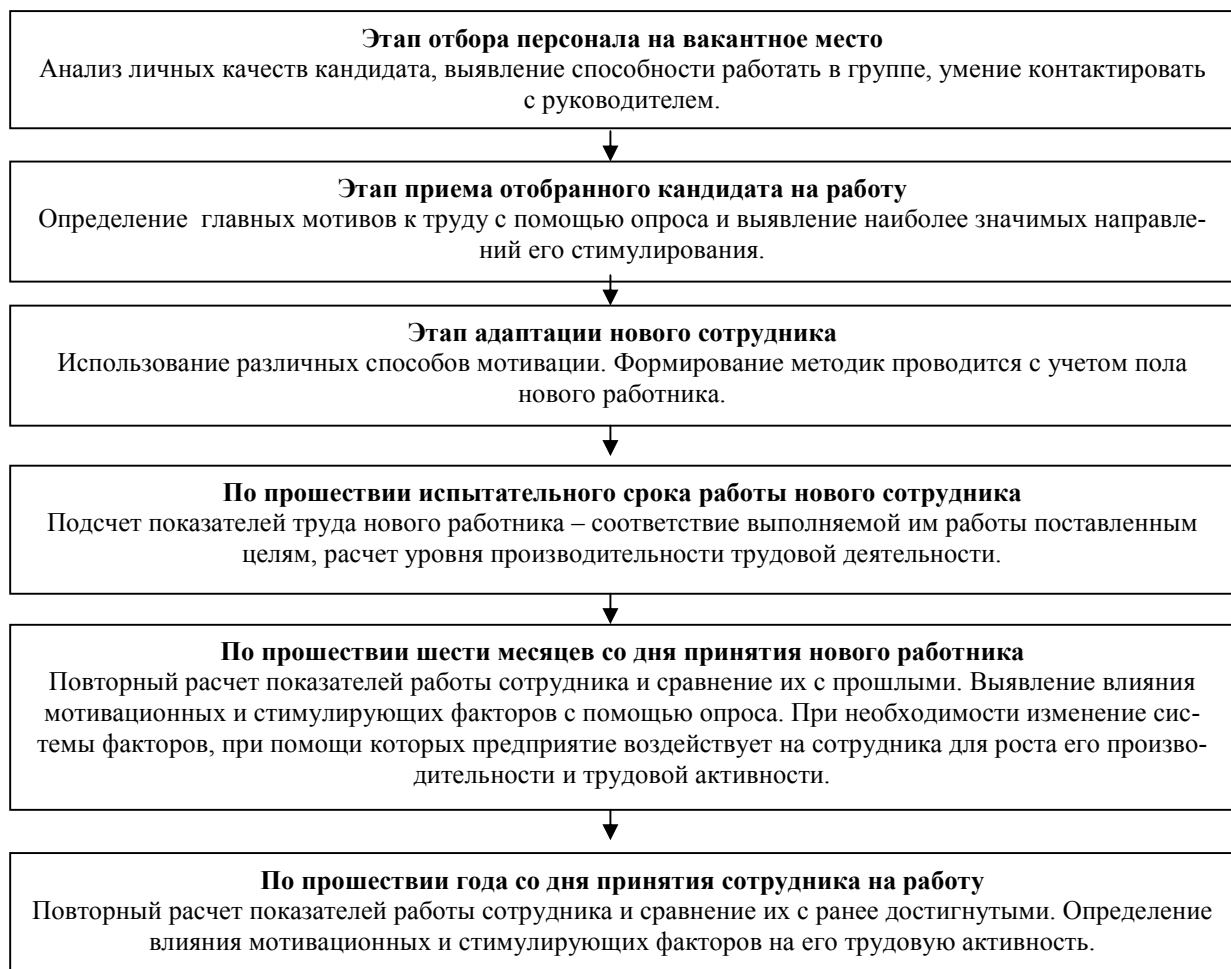 Этап отбора персонала на вакантное место
Анализ личных качеств кандидата, выявление способности работать в группе, умение контактировать
с руководителем.
Этап приема отобранного кандидата на работу
Определение  главных мотивов к труду с помощью опроса и выявление наиболее значимых направле-
ний его стимулирования.
Этап адаптации нового сотрудника
Использование различных способов мотивации. Формирование методик проводится с учетом пола
нового работника.
По прошествии испытательного срока работы нового сотрудника
Подсчет показателей труда нового работника – соответствие выполняемой им работы поставленным
целям, расчет уровня производительности трудовой деятельности.
По прошествии шести месяцев со дня принятия нового работника
Повторный расчет показателей работы сотрудника и сравнение их с прошлыми. Выявление влияния
мотивационных и стимулирующих факторов с помощью опроса. При необходимости изменение сис-
темы факторов, при помощи которых предприятие воздействует на сотрудника для роста его произво-
дительности и трудовой активности.
По прошествии года со дня принятия сотрудника на работу
Повторный расчет показателей работы сотрудника и сравнение их с ранее достигнутыми. Определение
влияния мотивационных и стимулирующих факторов на его трудовую активность.